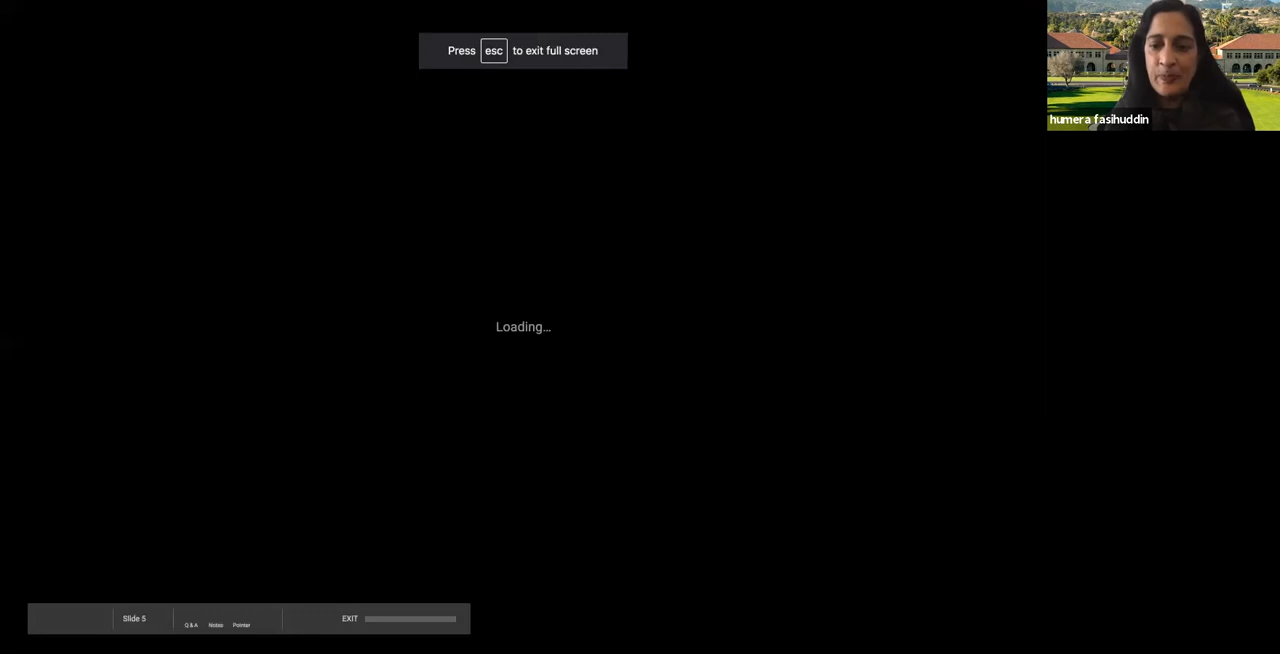 Press esc to exit full screen
humera fasihuddin
Loading...
Slide 5
Q & A Notes Pointer
EXIT